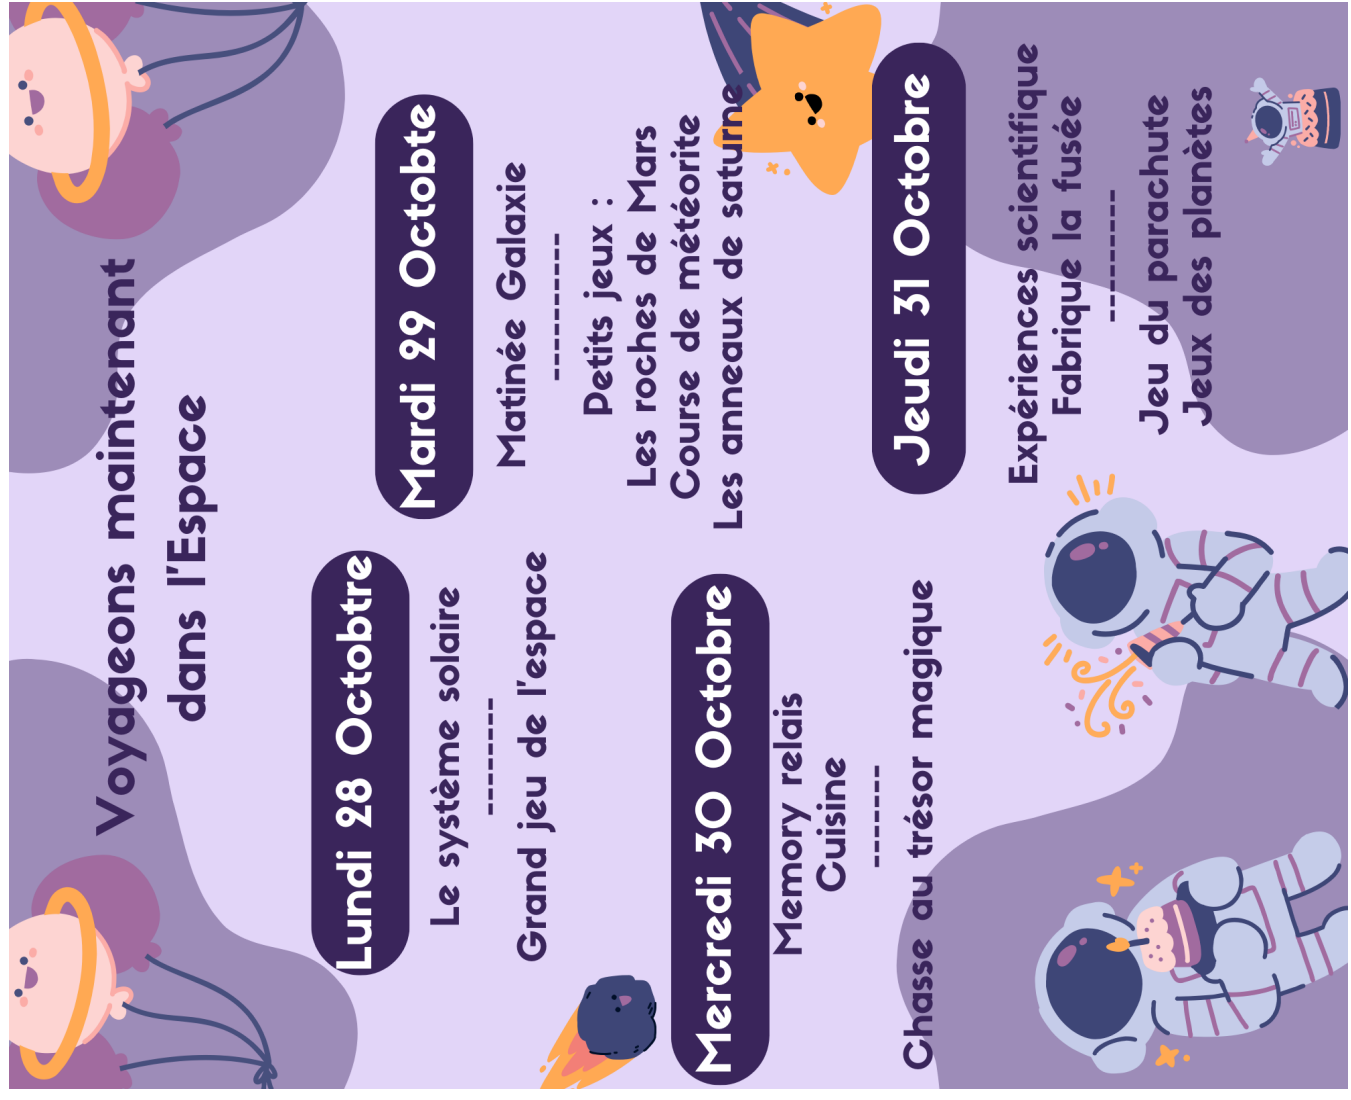 Voyageons maintenant
dans l'Espace
Lundi 28 Octobtre
Le système solaire
--------
Grand jeu de l'espace
Mardi 29 Octobte
Matinée Galaxie
----------
Petits jeux :
Les roches de Mars
Course de météorite
Les anneaux de saturne
Mercredi 30 Octobre
Memory relais
Cuisine
-------
Chasse au trésor magique
Jeudi 31 Octobre
Expériences scientifique
Fabrique la fusée
---------
Jeu du parachute
Jeux des planètes